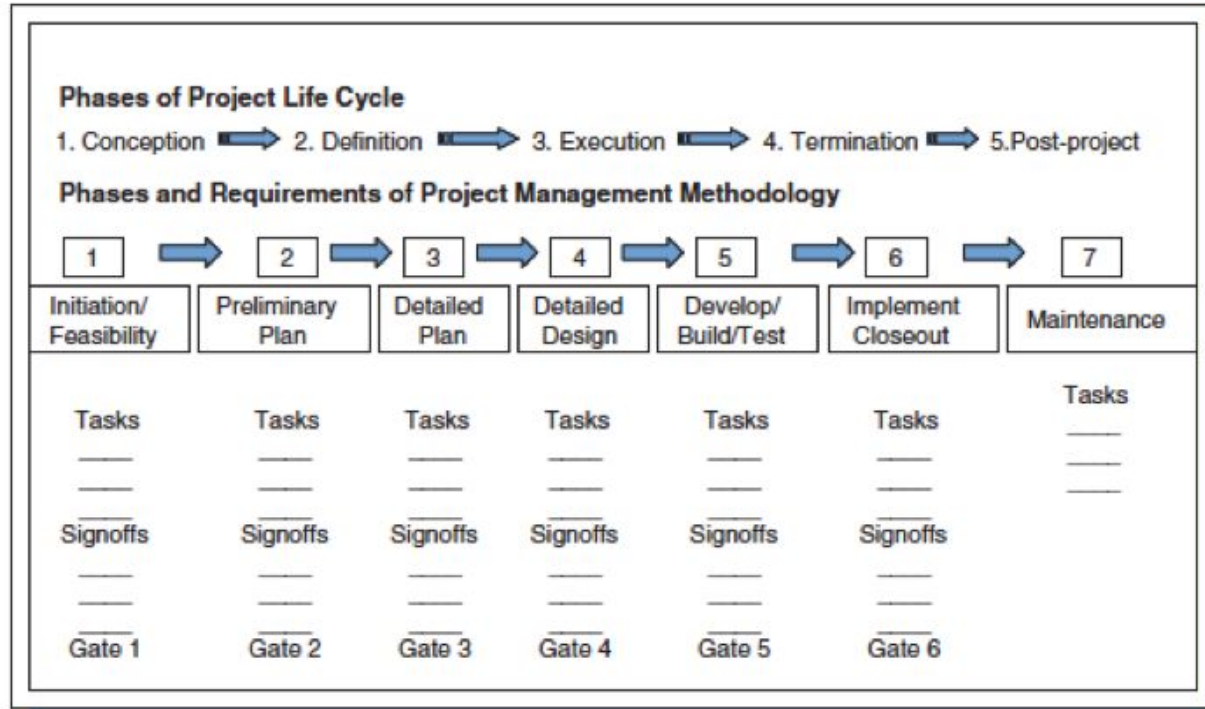 Phases of Project Life Cycle
1. Conception 2. Definition 3. Execution 4. Termination 5.Post-project
Phases and Requirements of Project Management Methodology
1 2 3 4 5 6 7
Initiation/ Preliminary Detailed Detailed Develop/ Implement Maintenance
Feasibility Plan Plan Design Build/Test Closeout
Tasks
Tasks Tasks Tasks Tasks Tasks Tasks
Signoffs Signoffs Signoffs Signoffs Signoffs Signoffs
Gate 1 Gate 2 Gate 3 Gate 4 Gate 5 Gate 6